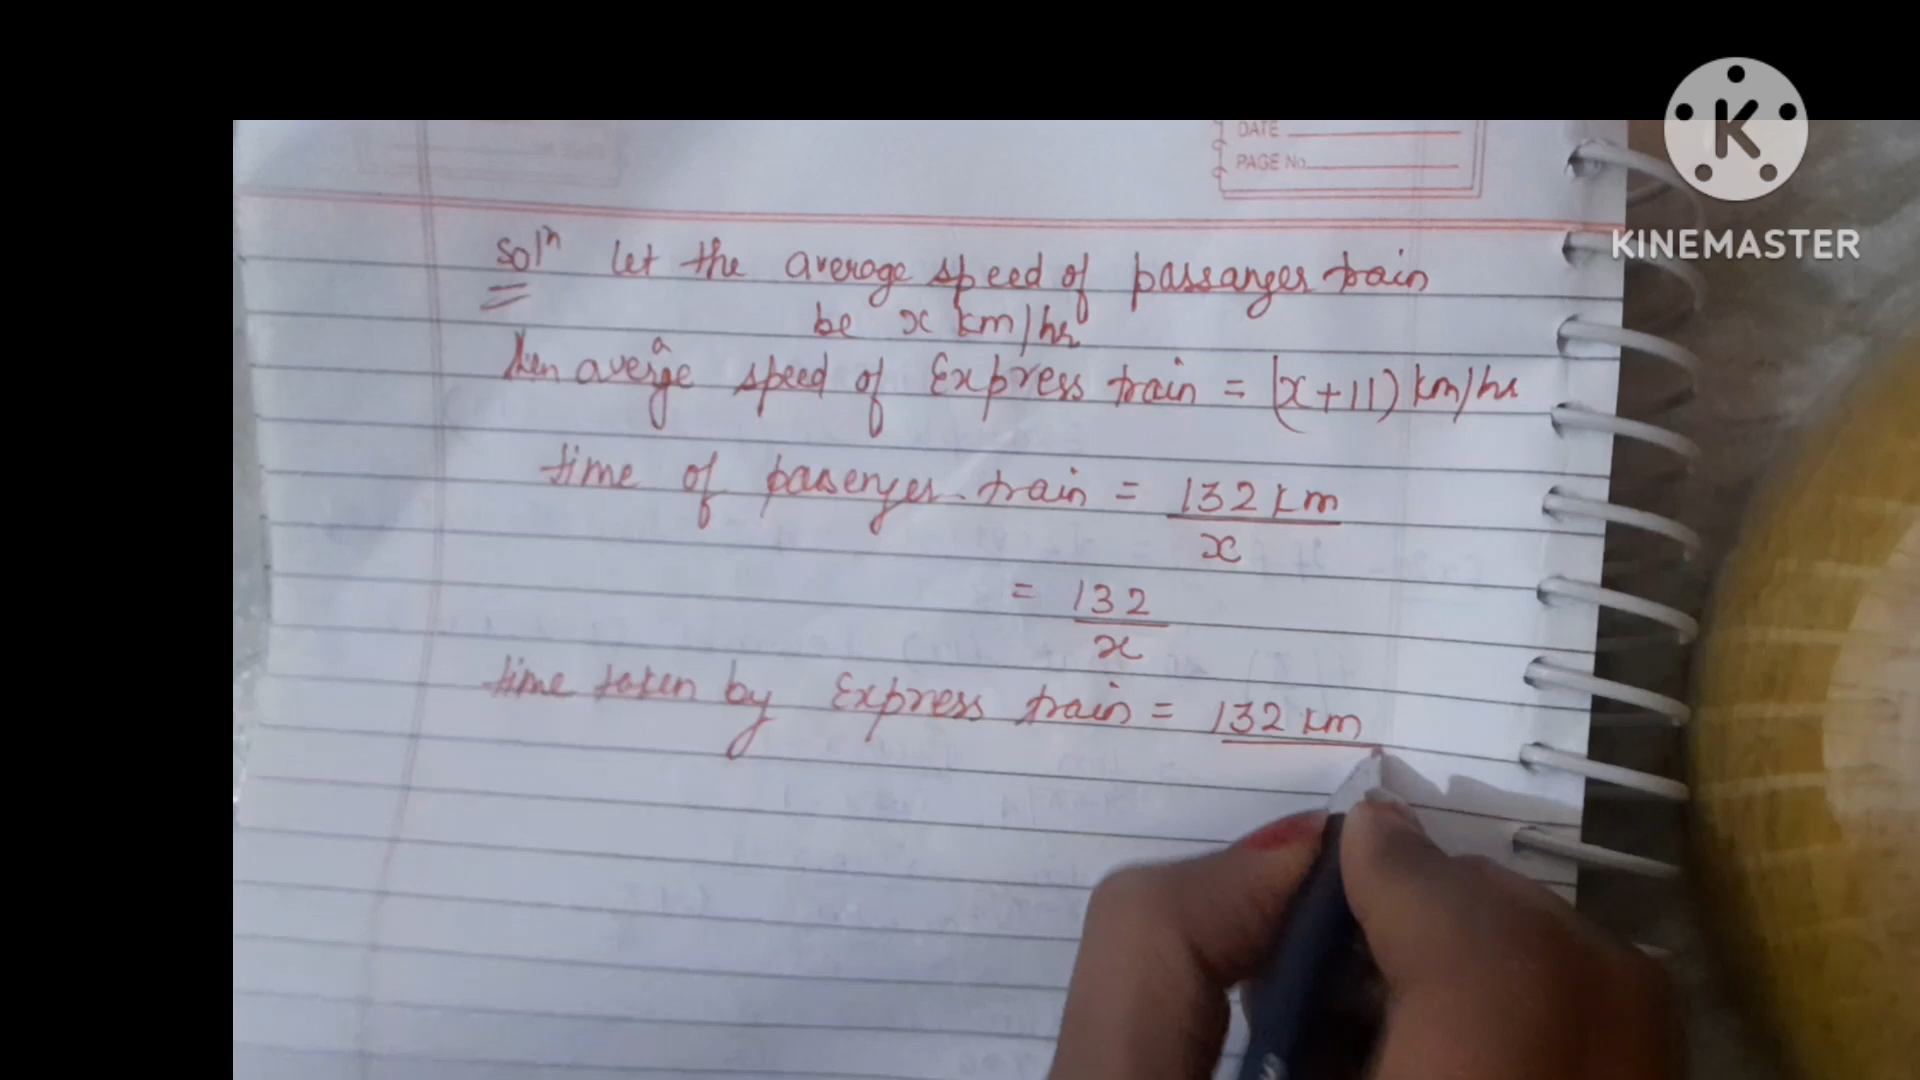 DATE
PAGE No.
K
KINEMASTER
Solⁿ let the average speed of passanger train
be x km/hr
then average speed of Express train = (x+11) km/hr
time of passenger train = 132 km
x
= 132
x
time taken by Express train = 132 km